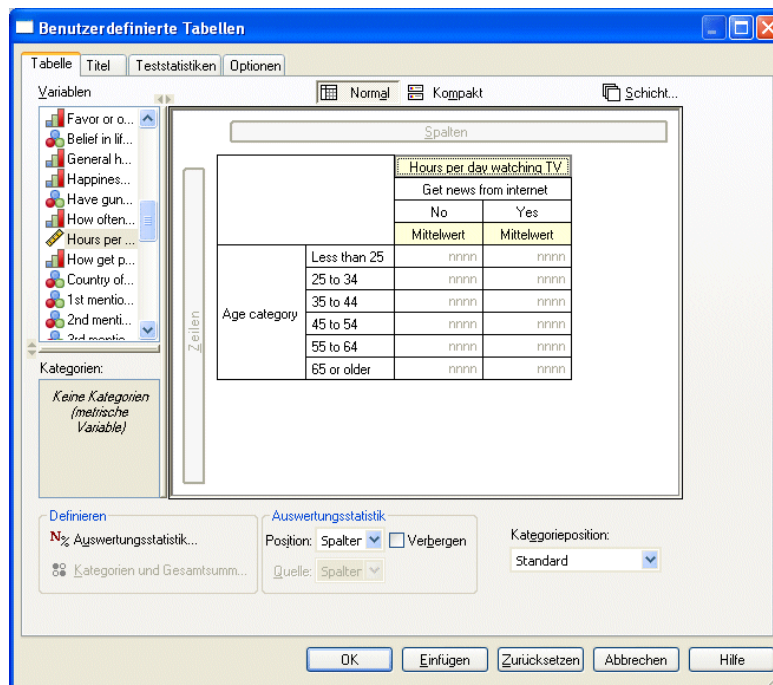 Benutzerdefinierte Tabellen
Tabelle Titel Teststatistiken Optionen
Variablen
Normal Kompakt Schicht...
Favor or o...
Belief in lif...
General h...
Happines...
Have gun...
How often...
Hours per ...
How get p...
Country of...
1st mentio...
2nd menti...
3rd mentio
Kategorien:
Keine Kategorien
(metrische
Variable)
Spalten
Zeilen
Hours per day watching TV
Get news from internet
No Yes
Mittelwert Mittelwert
Age category
Less than 25 nnnn nnnn
25 to 34 nnnn nnnn
35 to 44 nnnn nnnn
45 to 54 nnnn nnnn
55 to 64 nnnn nnnn
65 or older nnnn nnnn
Definieren
N% Auswertungsstatistik...
Kategorien und Gesamtsumm...
Auswertungsstatistik
Position: Spalter Verbergen
Quelle: Spalter
Kategorieposition:
Standard
OK Einfügen Zurücksetzen Abbrechen Hilfe